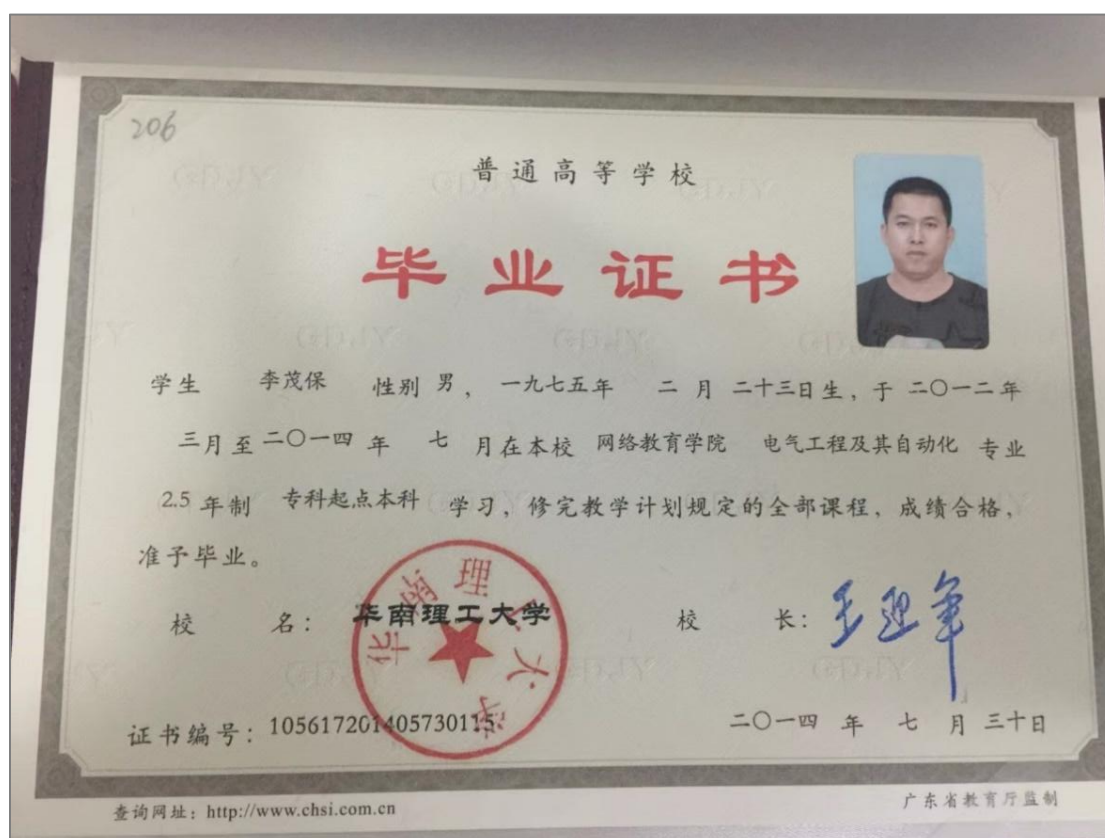 206
普通高等学校
毕业证书
学生 李茂保 性别 男， 一九七五年 二 月 二十三日生，于 二〇一二年
三月至二〇一四 年 七 月在本校 网络教育学院 电气工程及其自动化 专业
2.5 年制 专科起点本科 学习，修完教学计划规定的全部课程，成绩合格，
准予毕业。
华南理工大学
校 名： 华南理工大学 校 长：
证书编号：105617201405730115 二〇一四 年 七 月 三十日
查询网址：http://www.chsi.com.cn 广东省教育厅监制